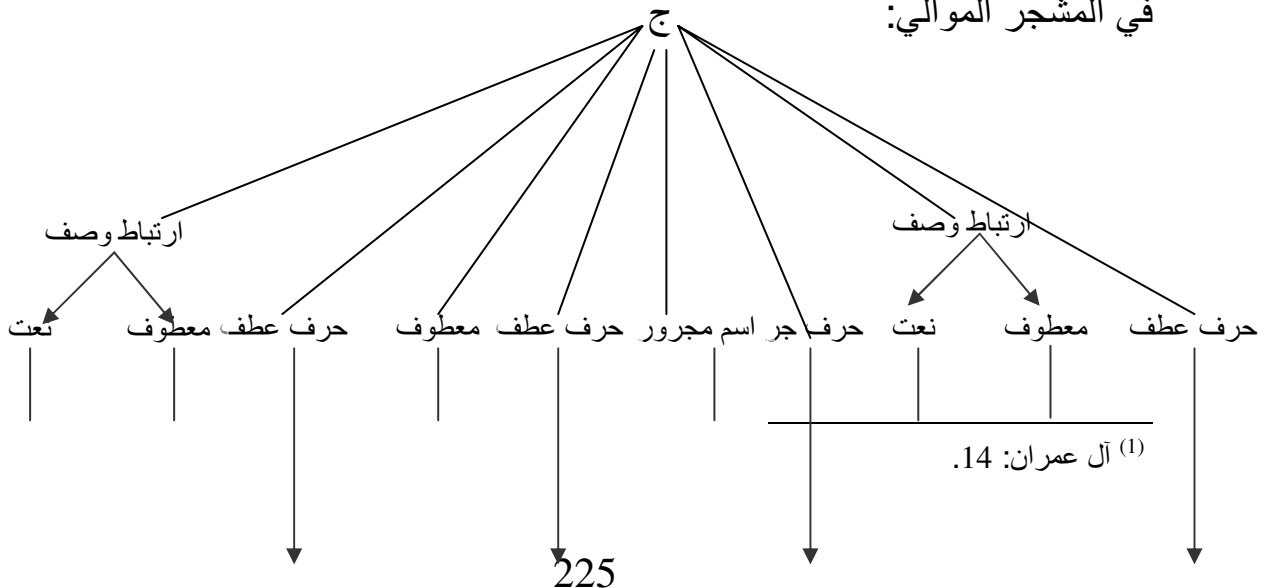 في المشجر الموالي:
ج
ارتباط وصف ارتباط وصف
حرف عطف معطوف نعت حرف جر اسم مجرور حرف عطف معطوف حرف عطف معطوف نعت
(1) آل عمران: 14.
225